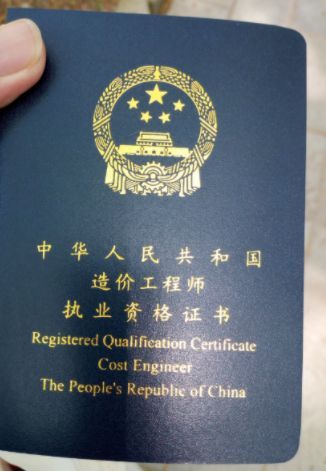 中华人民共和国
造价工程师
执业资格证书
Registered Qualification Certificate
Cost Engineer
The People's Republic of China